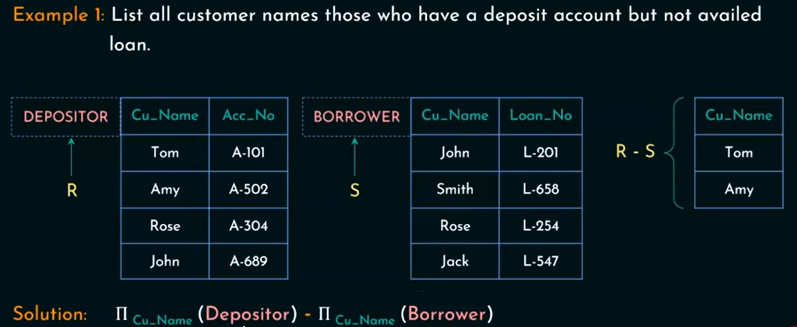 Example 1: List all customer names those who have a deposit account but not availed
loan.
DEPOSITOR Cu_Name Acc_No BORROWER Cu_Name Loan_No Cu_Name
Tom A-101 John L-201 R - S Tom
R Amy A-502 S Smith L-658 Amy
Rose A-304 Rose L-254
John A-689 Jack L-547
Solution: Π Cu_Name (Depositor) - Π Cu_Name (Borrower)